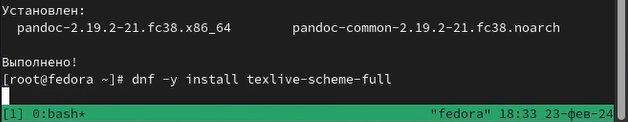 Установлен:
pandoc-2.19.2-21.fc38.x86_64 pandoc-common-2.19.2-21.fc38.noarch
Выполнено!
[root@fedora ~]# dnf -y install texlive-scheme-full
[1] 0:bash* "fedora" 18:33 23-фев-24